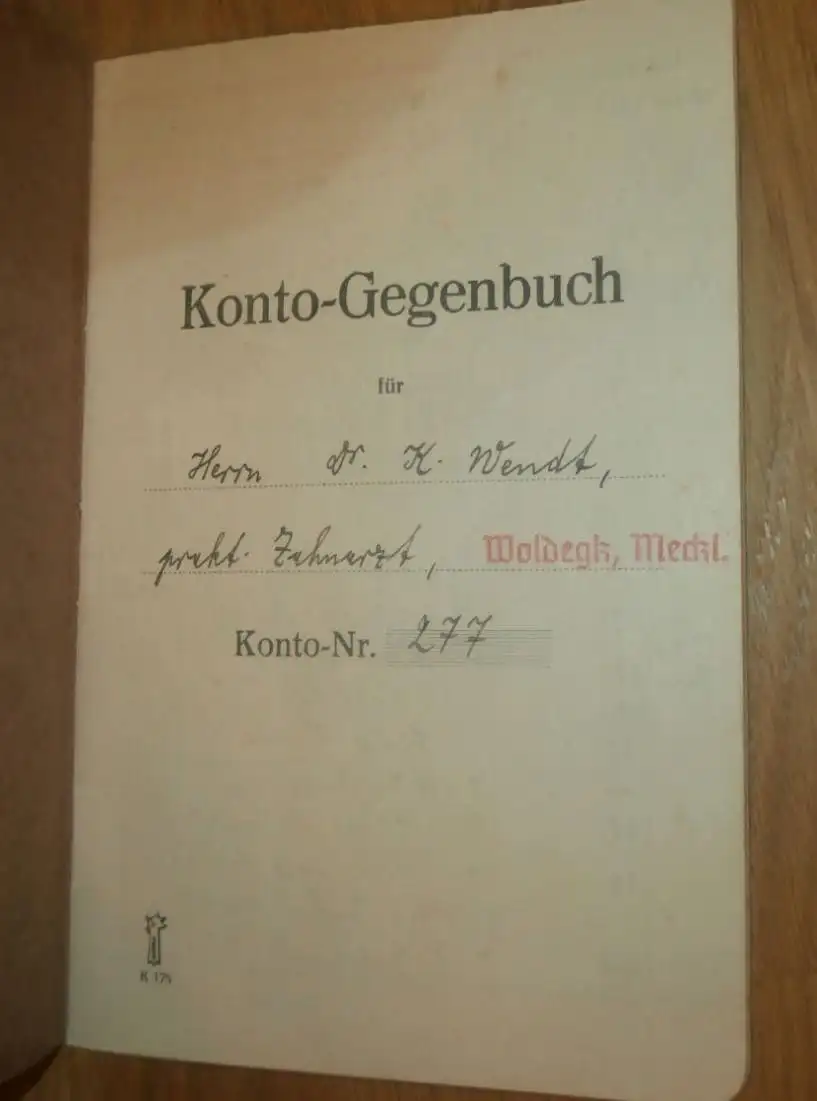 Konto-Gegenbuch
für
Herrn Dr. K. Wendt,
prakt. Zahnarzt, Woldegk, Meckl.
Konto-Nr. 277
K 175